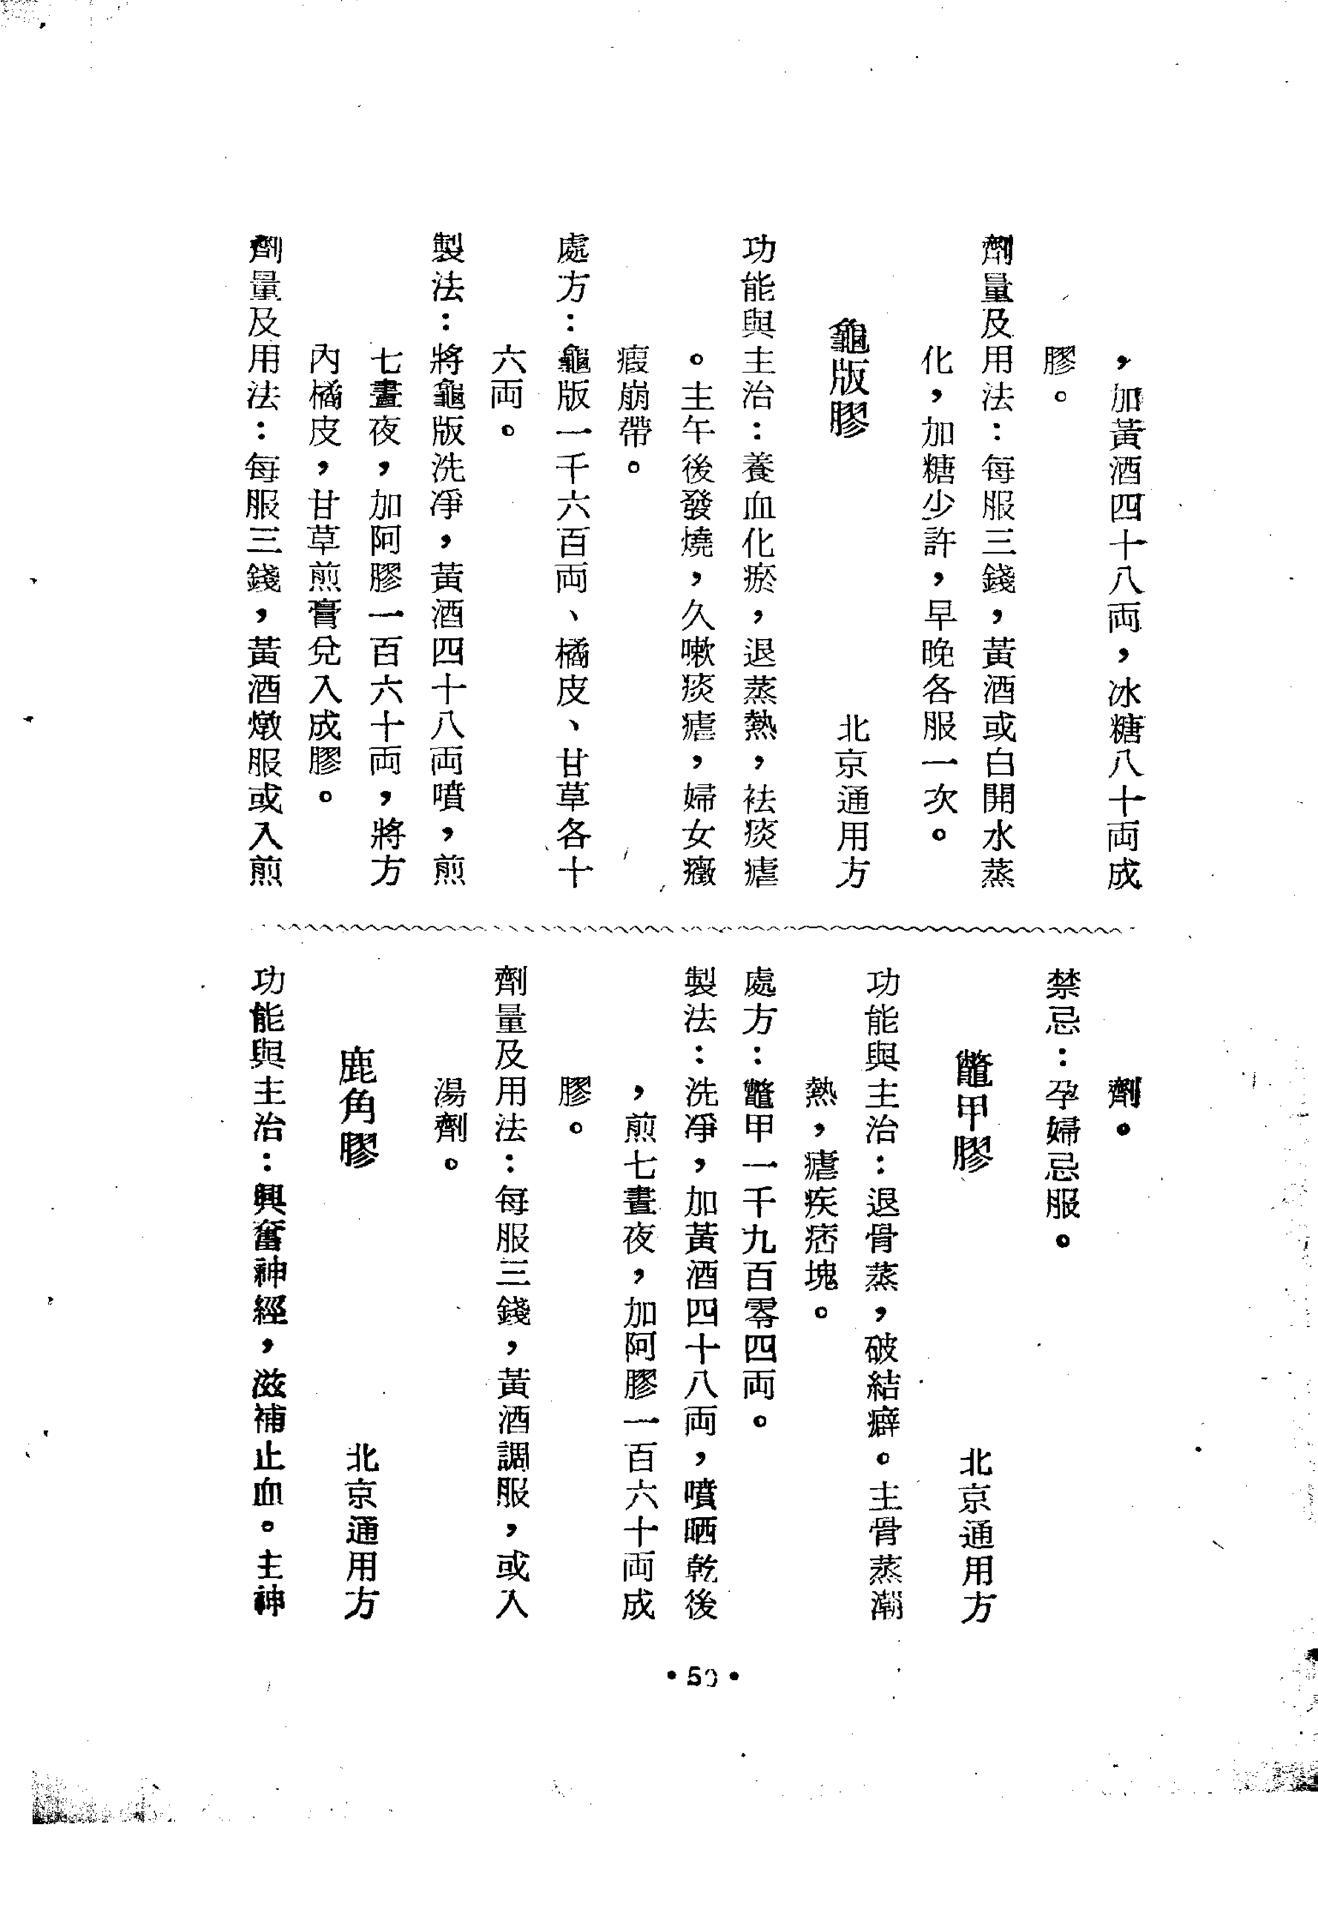 ，加黃酒四十八両，冰糖八十両成
膠。
劑量及用法：每服三錢，黃酒或白開水蒸
化，加糖少許，早晚各服一次。
龜版膠
北京通用方
功能與主治：養血化瘀，退蒸熱，祛痰瘧
。主午後發燒，久嗽痰瘧，婦女癥
瘕崩帶。
處方：龜版一千六百両、橘皮、甘草各十
六両。
製法：將龜版洗凈，黃酒四十八両噴，煎
七晝夜，加阿膠一百六十両，將方
內橘皮，甘草煎膏兌入成膠。
劑量及用法：每服三錢，黃酒燉服或入煎
劑。
禁忌：孕婦忌服。
鼈甲膠
北京通用方
功能與主治：退骨蒸，破結癖。主骨蒸潮
熱，瘧疾痞塊。
處方：鼈甲一千九百零四両。
製法：洗凈，加黃酒四十八両，噴晒乾後
，煎七晝夜，加阿膠一百六十両成
膠。
劑量及用法：每服三錢，黃酒調服，或入
湯劑。
鹿角膠
北京通用方
功能與主治：興奮神經，滋補止血。主神